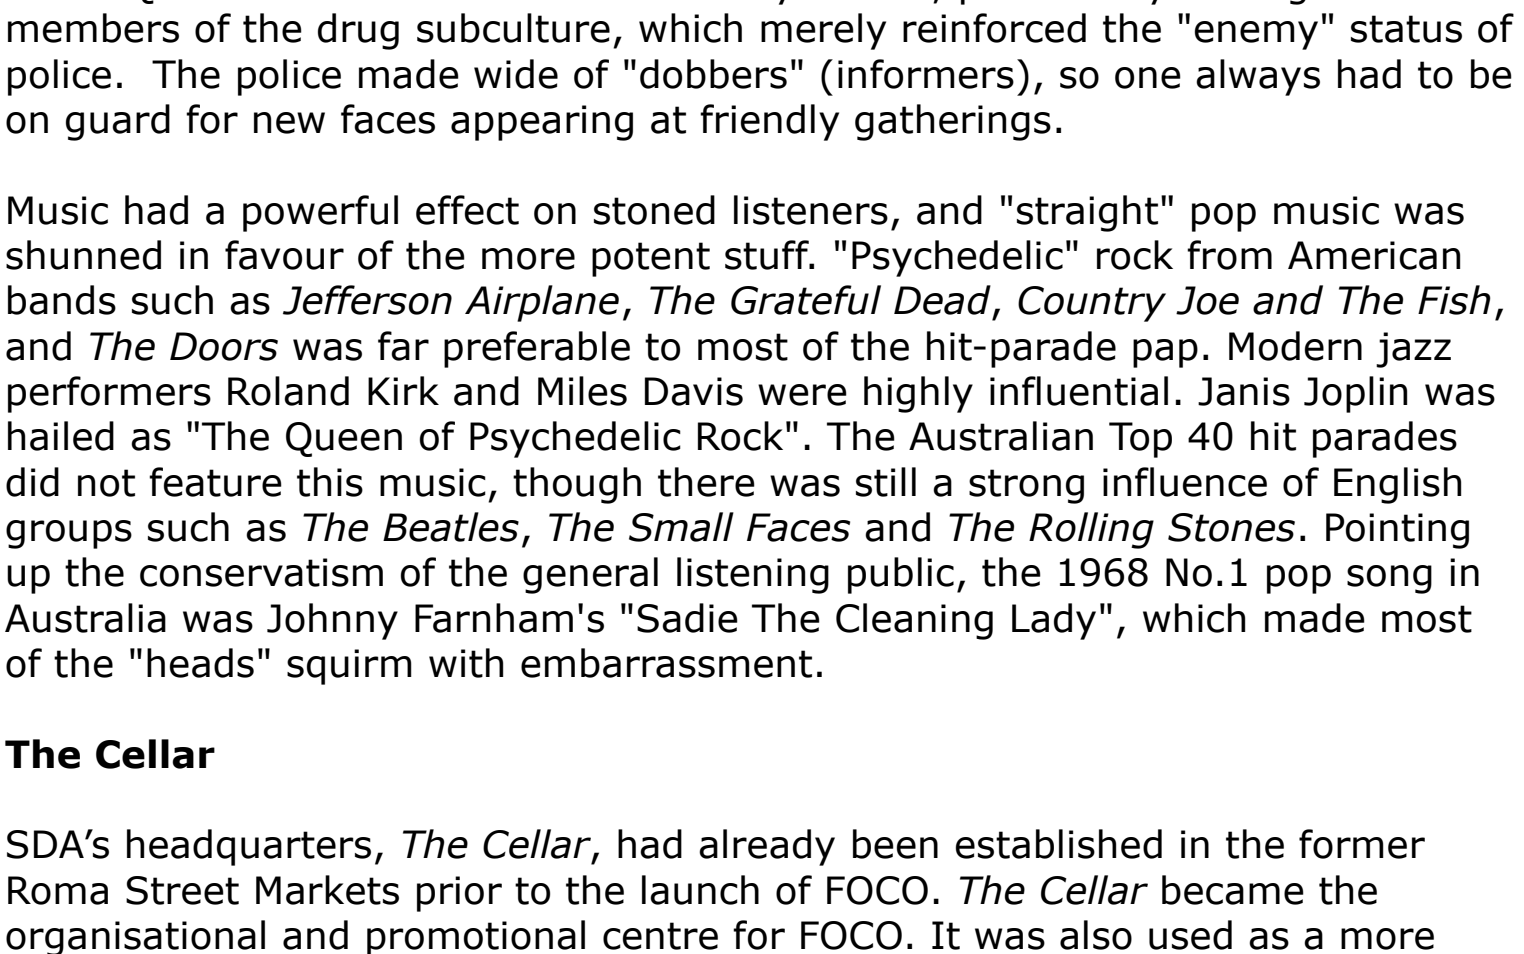 members of the drug subculture, which merely reinforced the "enemy" status of
police.  The police made wide of "dobbers" (informers), so one always had to be
on guard for new faces appearing at friendly gatherings.
Music had a powerful effect on stoned listeners, and "straight" pop music was
shunned in favour of the more potent stuff. "Psychedelic" rock from American
bands such as Jefferson Airplane, The Grateful Dead, Country Joe and The Fish,
and The Doors was far preferable to most of the hit-parade pap. Modern jazz
performers Roland Kirk and Miles Davis were highly influential. Janis Joplin was
hailed as "The Queen of Psychedelic Rock". The Australian Top 40 hit parades
did not feature this music, though there was still a strong influence of English
groups such as The Beatles, The Small Faces and The Rolling Stones. Pointing
up the conservatism of the general listening public, the 1968 No.1 pop song in
Australia was Johnny Farnham's "Sadie The Cleaning Lady", which made most
of the "heads" squirm with embarrassment.
The Cellar
SDA’s headquarters, The Cellar, had already been established in the former
Roma Street Markets prior to the launch of FOCO. The Cellar became the
organisational and promotional centre for FOCO. It was also used as a more